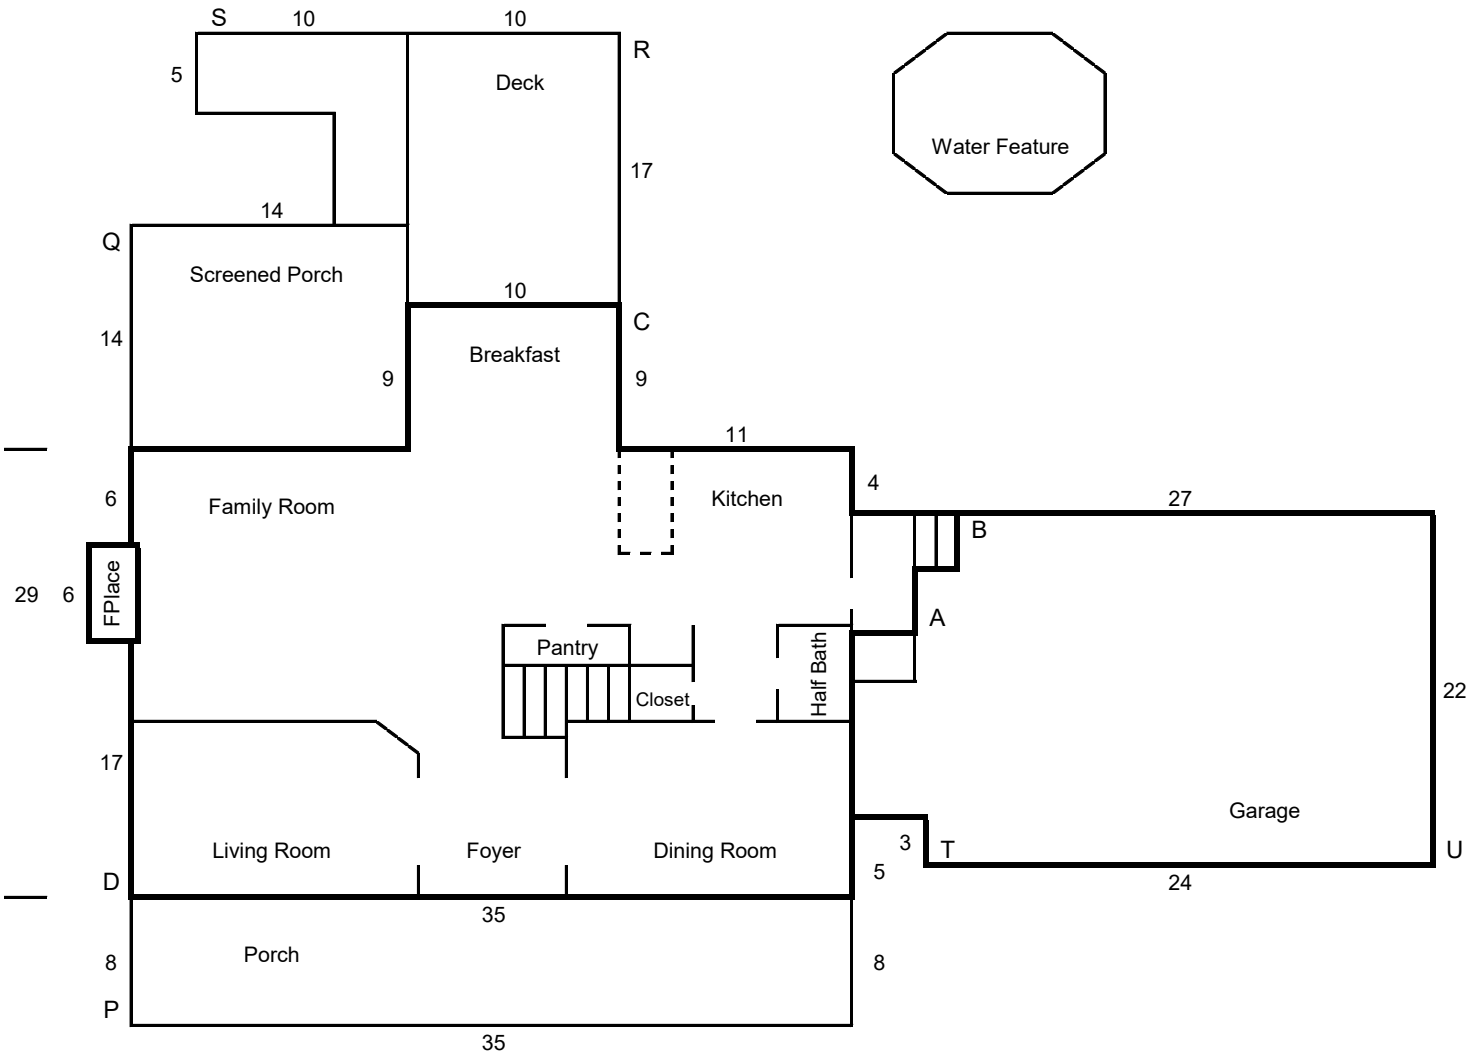 S 10 10
R
5
Deck
Water Feature
17
14
Q
Screened Porch
10
C
14
Breakfast
9 9
11
6
Family Room
Kitchen
4
27
B
29 6 FPlace
A
Pantry
Closet
Half Bath
22
17
Garage
Living Room Foyer Dining Room
3 T U
D
5
24
35
Porch
8 8
P
35